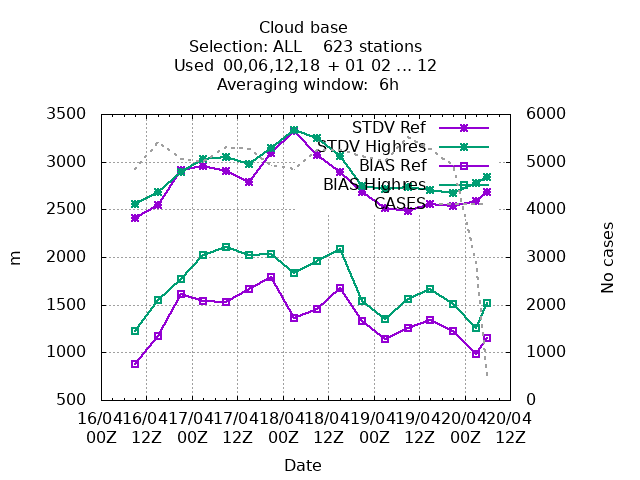 Cloud base
Selection: ALL 623 stations
Used 00,06,12,18 + 01 02 ... 12
Averaging window: 6h
3500 6000
STDV Ref
STDV Highres
3000 5000
BIAS Ref
BIAS Highres
2500 4000
CASES
2000 3000
m No cases
1500 2000
1000 1000
500 0
16/04 16/04 17/04 17/04 18/04 18/04 19/04 19/04 20/04 20/04
00Z 12Z 00Z 12Z 00Z 12Z 00Z 12Z 00Z 12Z
Date